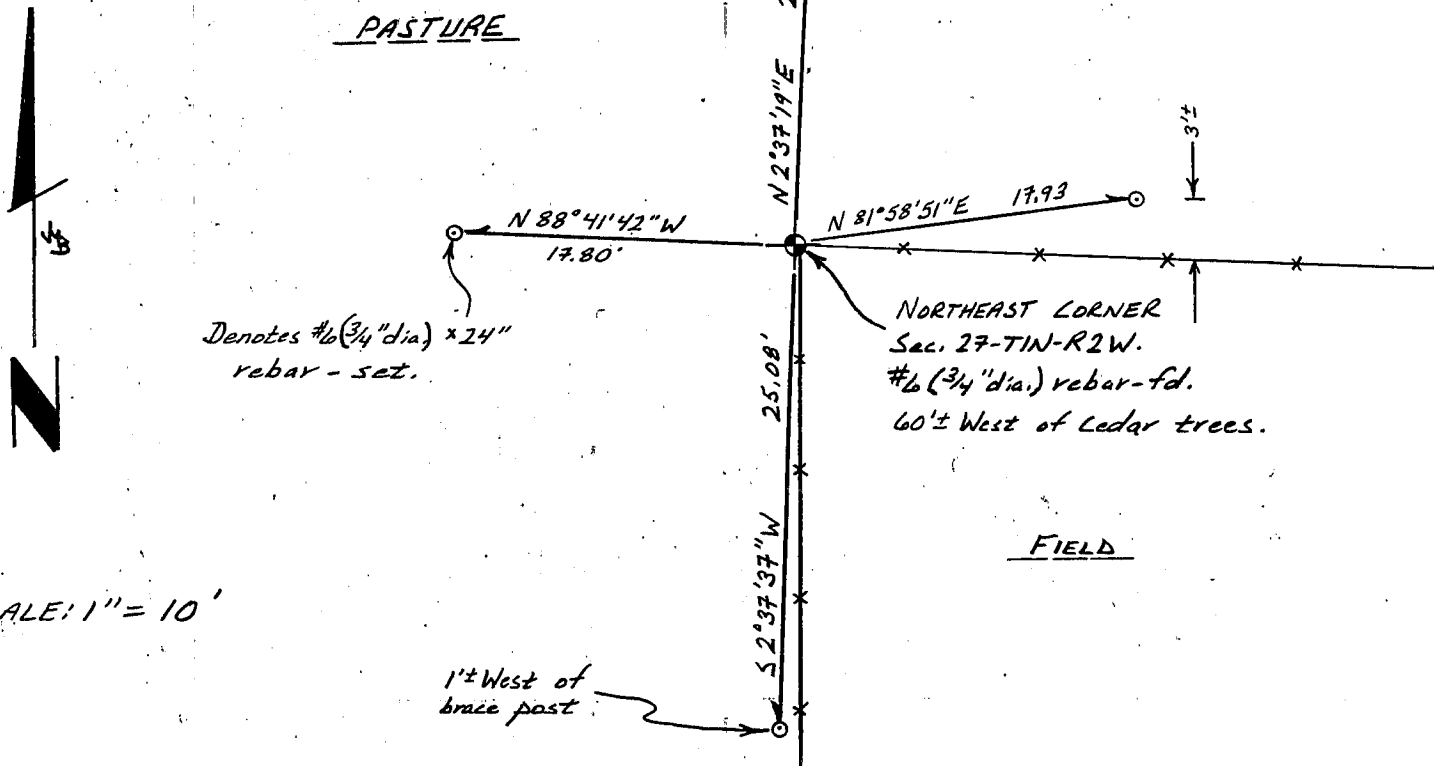 PASTURE
N 2°37'19"E 2
3'±
N 88°41'42"W
17.80'
N 81°58'51"E 17.93
N
Denotes #6 (3/4"dia) x 24"
rebar - set.
NORTHEAST CORNER
Sec. 27-T1N-R2W.
#6 (3/4"dia.) rebar-fd.
60'± West of Cedar trees.
25.08'
S 2°37'37"W
FIELD
ALE: 1" = 10'
1'± West of
brace post